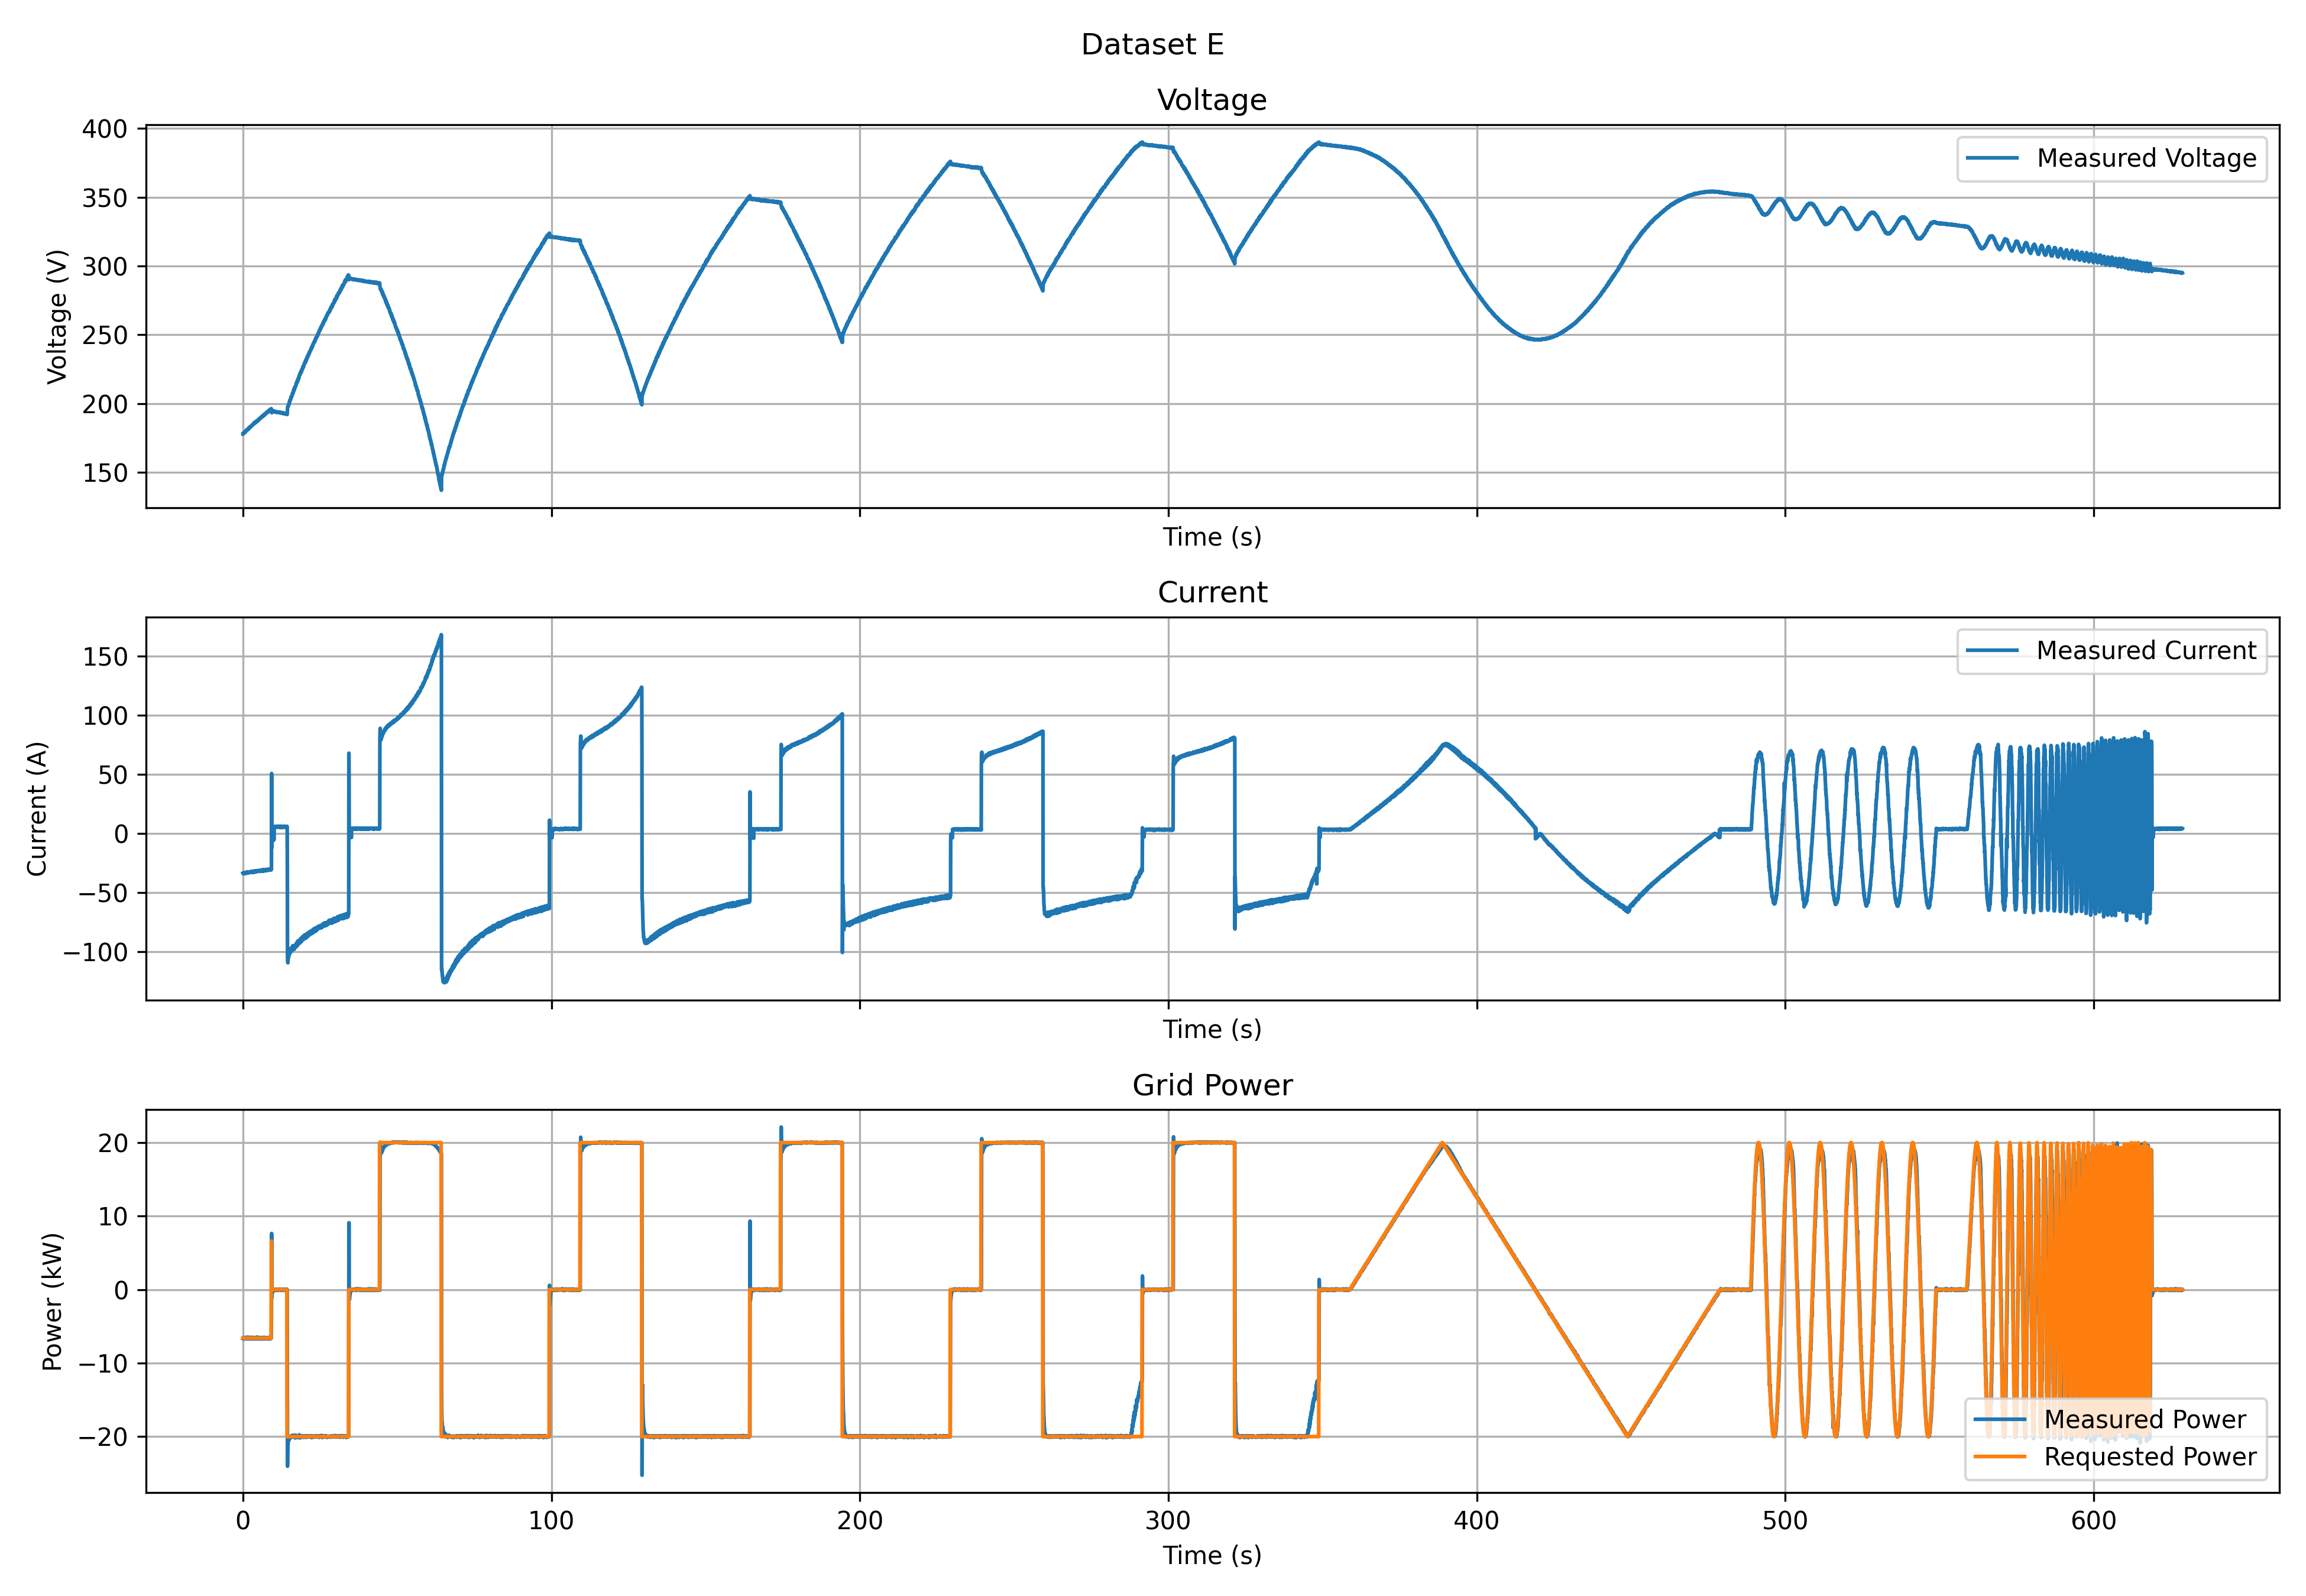 Dataset E
Voltage
400
350
300
250
200
150
Voltage (V)
Measured Voltage
Time (s)
Current
150
100
50
0
−50
−100
Current (A)
Measured Current
Time (s)
Grid Power
20
10
0
−10
−20
Power (kW)
Measured Power
Requested Power
0 100 200 300 400 500 600
Time (s)